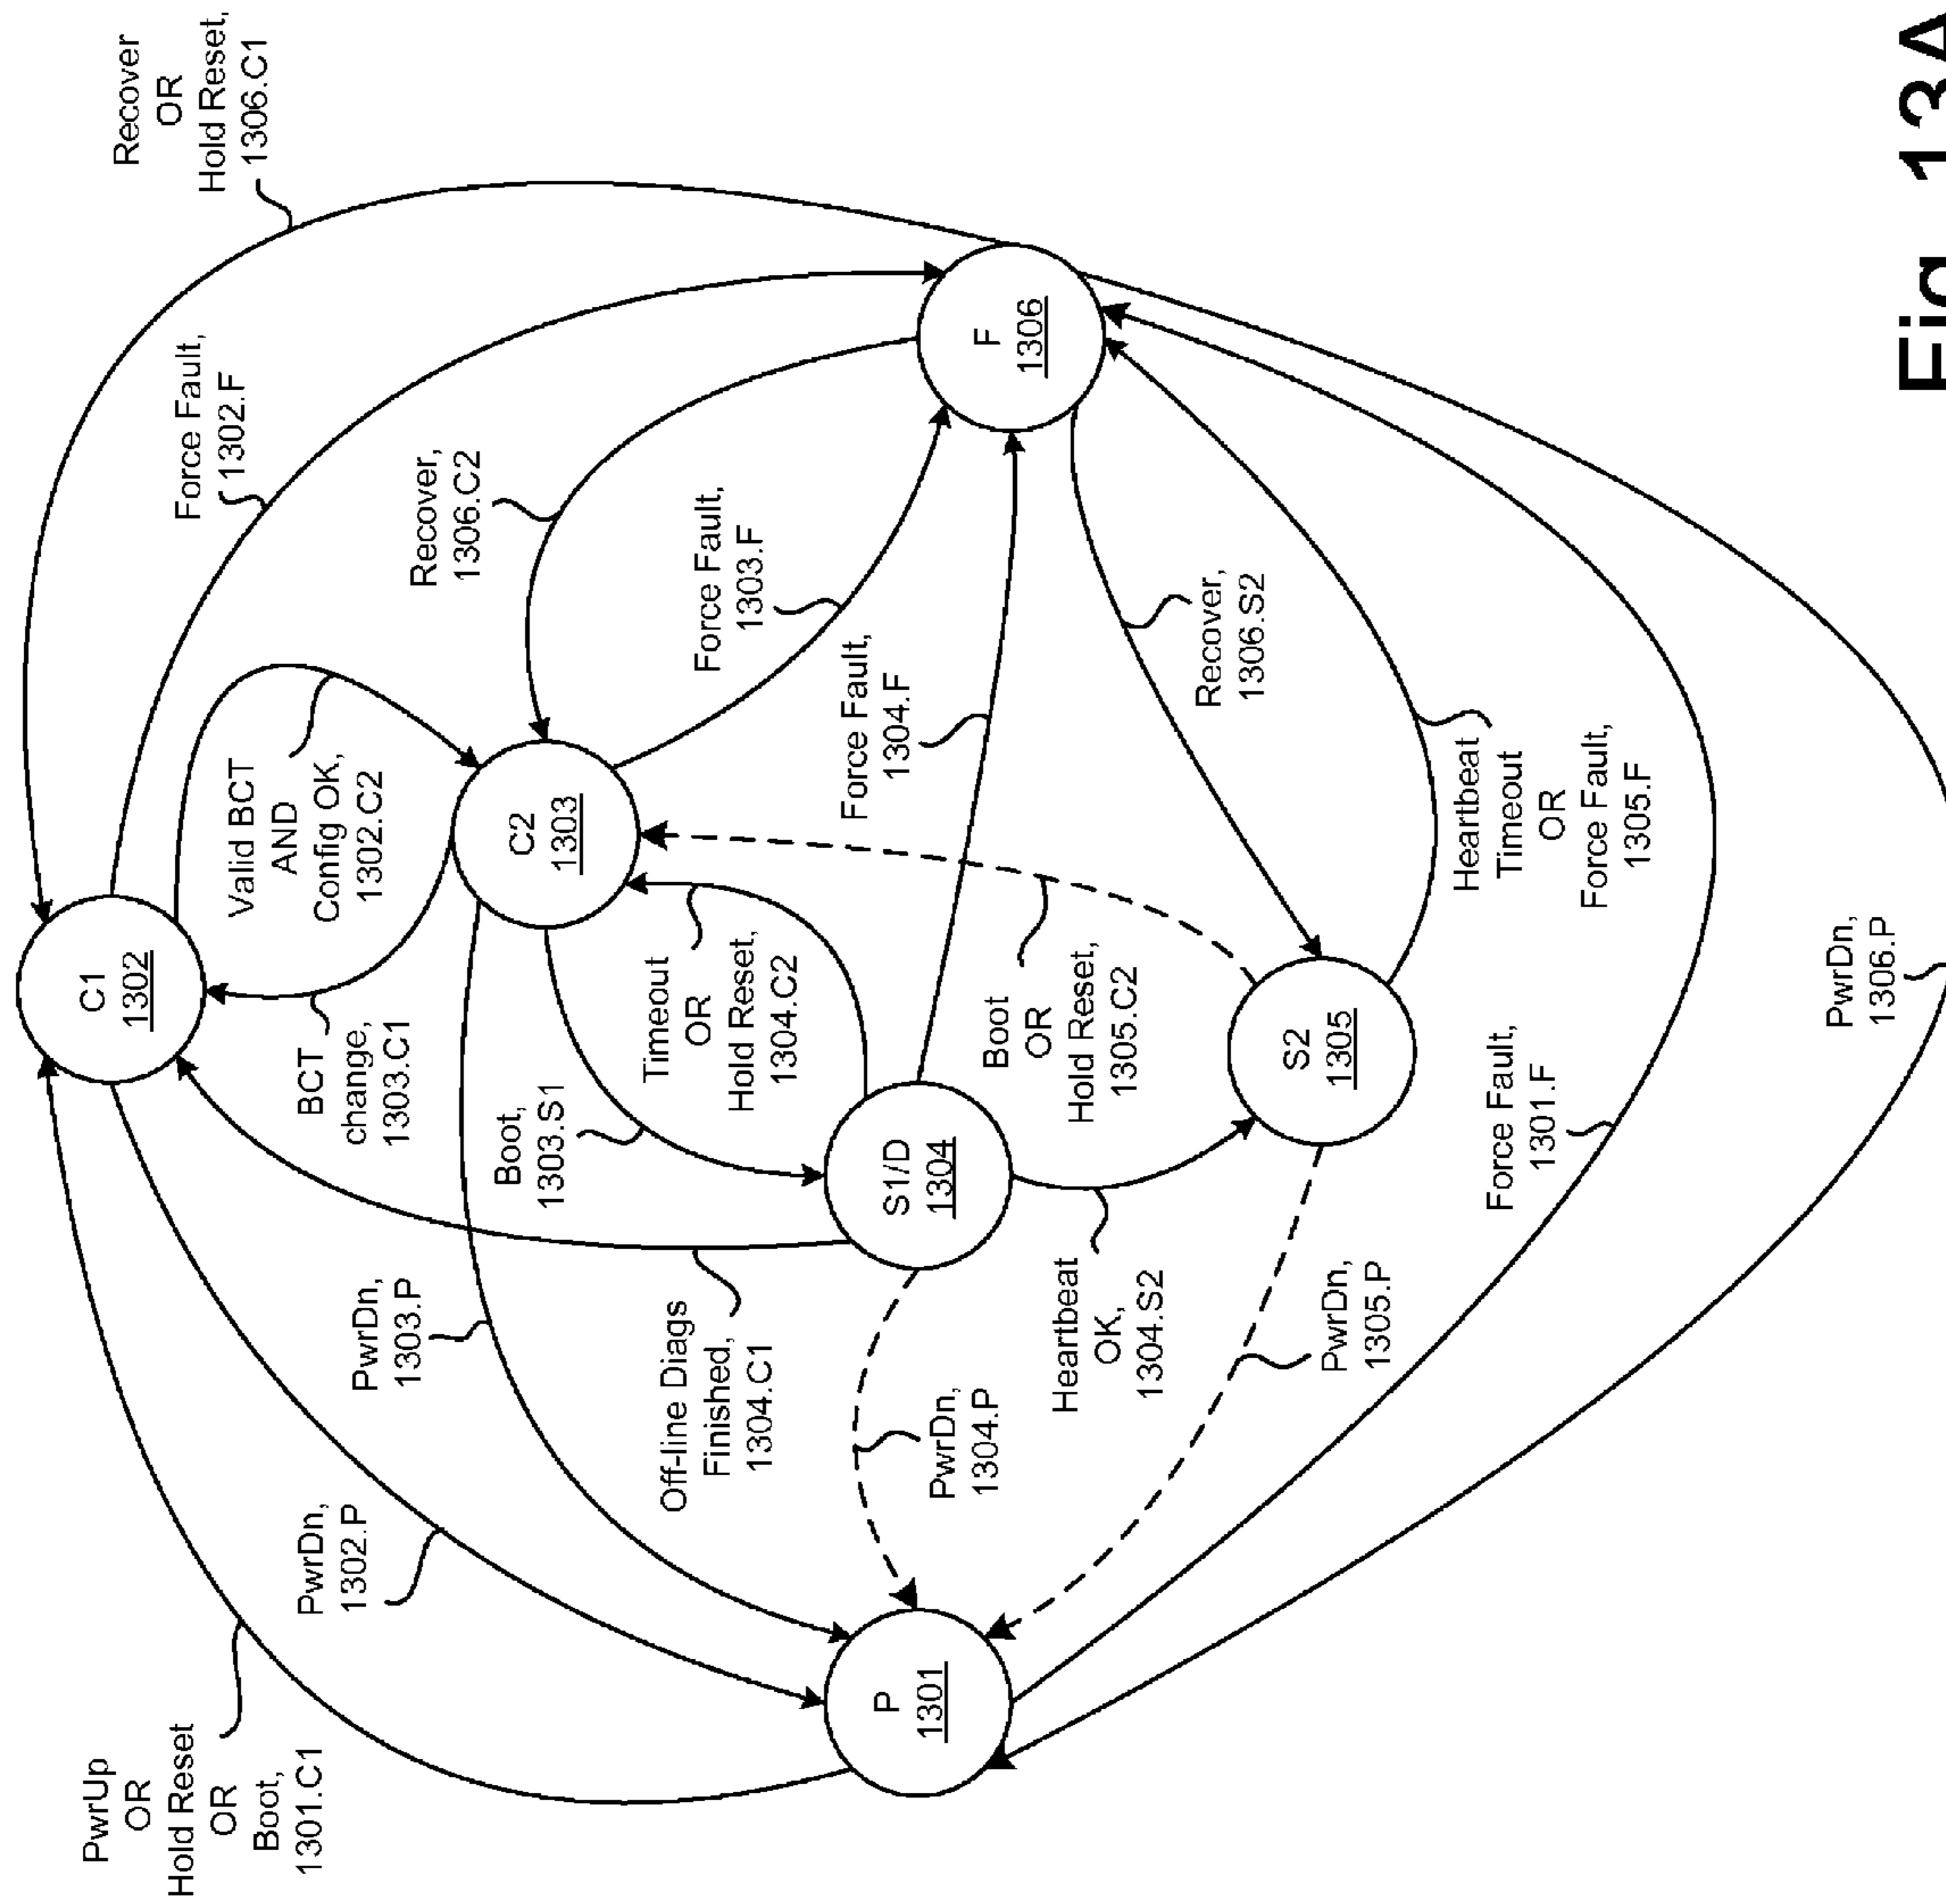 Recover
OR
Hold Reset,
1306.C1
Force Fault,
1302.F
Recover,
1306.C2
Force Fault,
1303.F
Force Fault,
1304.F
Recover,
1306.S2
F
1306
Valid BCT
AND
Config OK,
1302.C2
C1
1302
C2
1303
BCT
change,
1303.C1
Boot,
1303.S1
Timeout
OR
Hold Reset,
1304.C2
Boot
OR
Hold Reset,
1305.C2
Heartbeat
Timeout
OR
Force Fault,
1305.F
S1/D
1304
S2
1305
Force Fault,
1301.F
PwrDn,
1306.P
PwrDn,
1303.P
Off-line Diags
Finished,
1304.C1
Heartbeat
OK,
1304.S2
PwrDn,
1305.P
PwrDn,
1304.P
PwrDn,
1302.P
P
1301
PwrUp
OR
Hold Reset
OR
Boot,
1301.C1
Fig. 13A